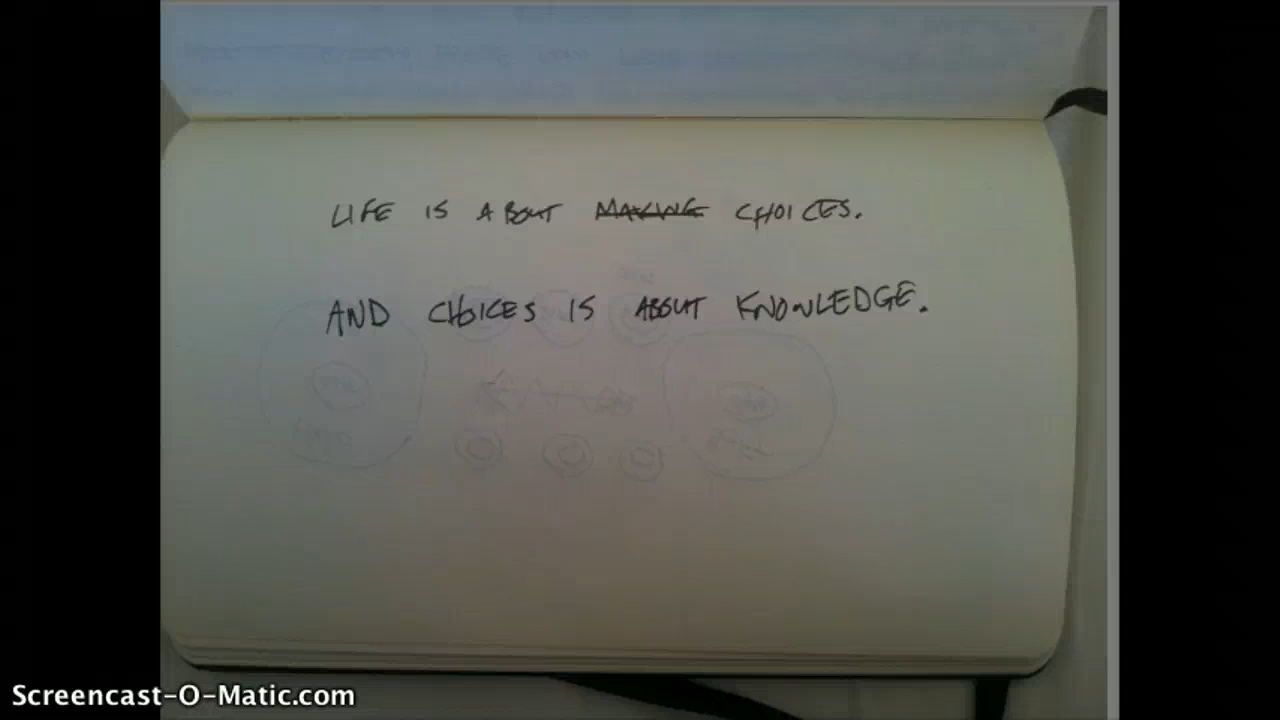 LIFE IS ABOUT MAKING CHOICES.
AND CHOICES IS ABOUT KNOWLEDGE.
Screencast-O-Matic.com